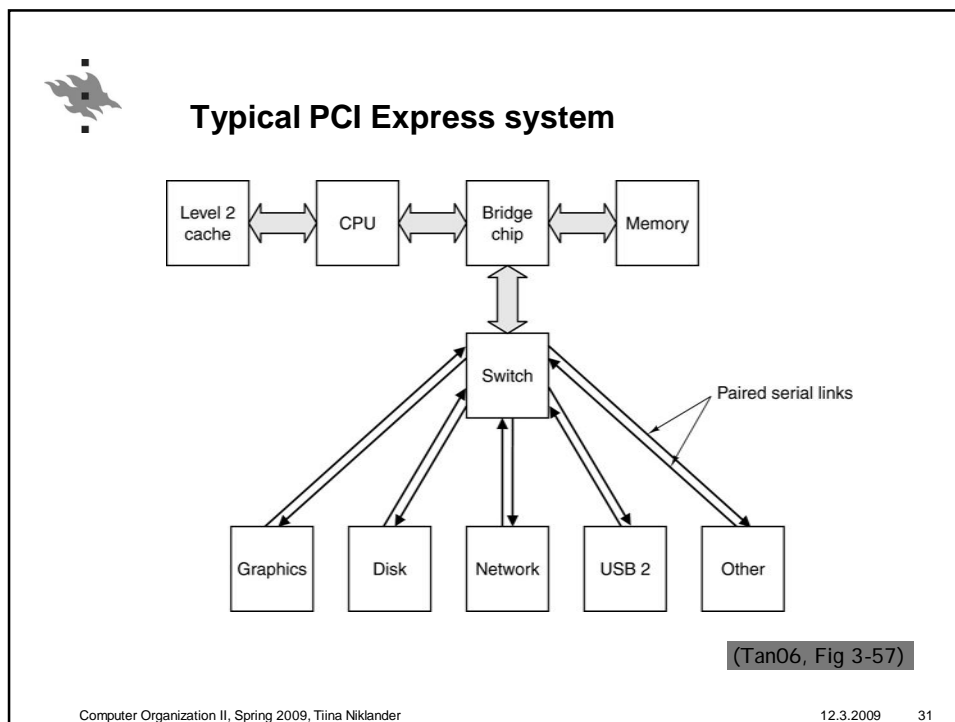 Typical PCI Express system
Level 2
cache
CPU
Bridge
chip
Memory
Switch
Paired serial links
Graphics
Disk
Network
USB 2
Other
(Tan06, Fig 3-57)
Computer Organization II, Spring 2009, Tiina Niklander
12.3.2009
31